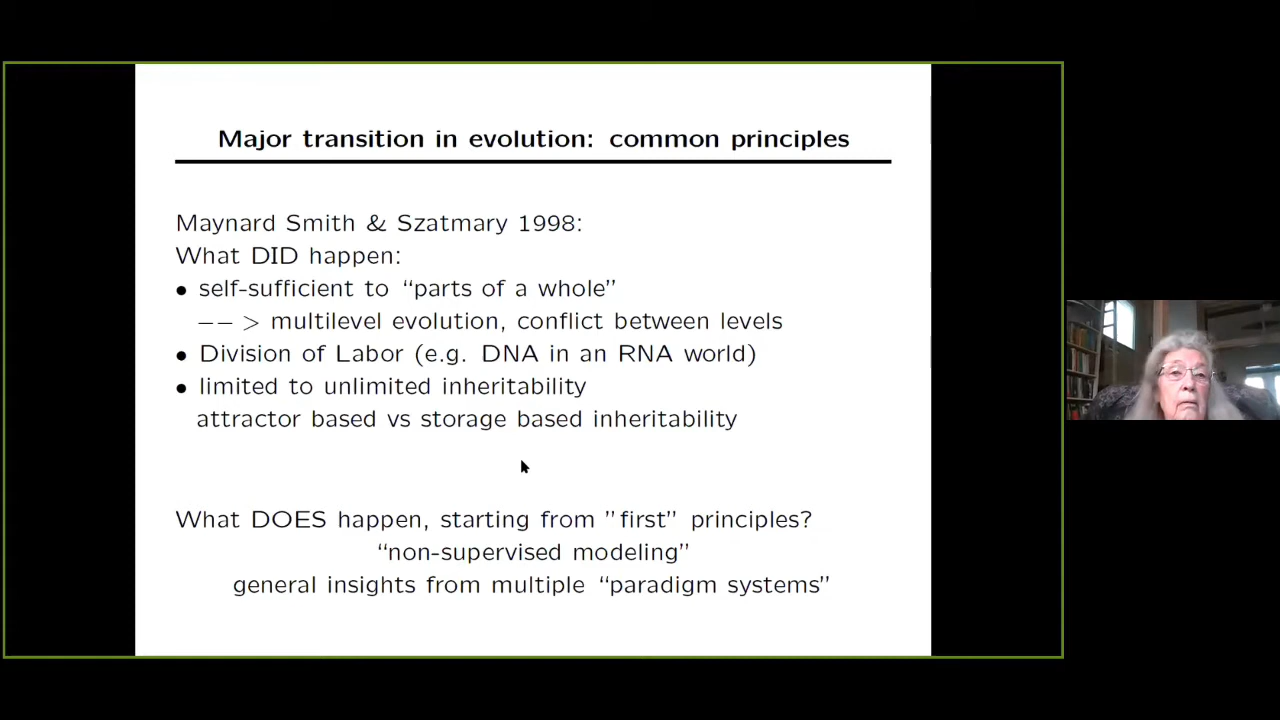 Major transition in evolution: common principles
Maynard Smith & Szatmary 1998:
What DID happen:
• self-sufficient to “parts of a whole”
−− > multilevel evolution, conflict between levels
• Division of Labor (e.g. DNA in an RNA world)
• limited to unlimited inheritability
attractor based vs storage based inheritability
What DOES happen, starting from ”first” principles?
“non-supervised modeling”
general insights from multiple “paradigm systems”